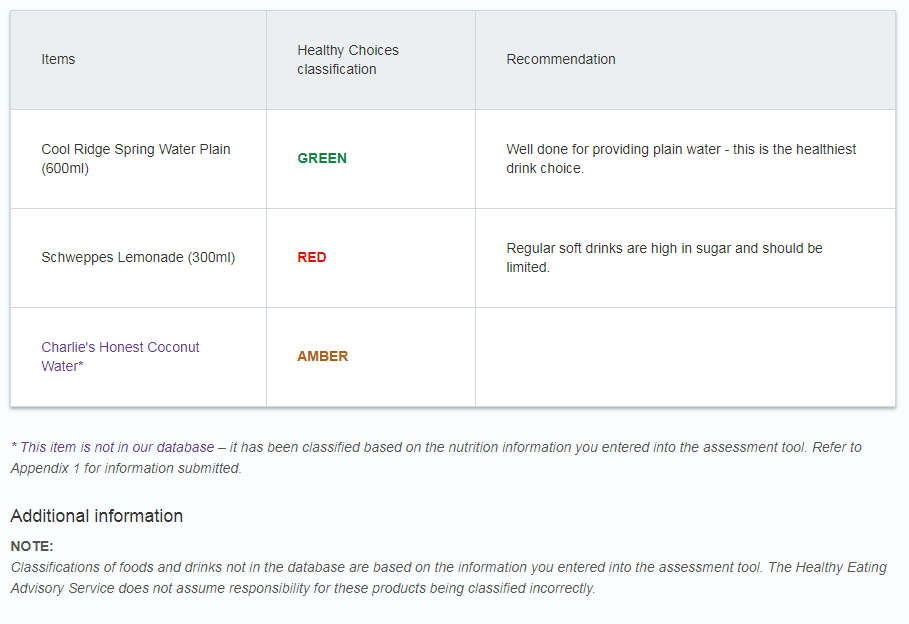 Items
Healthy Choices
classification
Recommendation
Cool Ridge Spring Water Plain
(600ml)
GREEN
Well done for providing plain water - this is the healthiest
drink choice.
Schweppes Lemonade (300ml)
RED
Regular soft drinks are high in sugar and should be
limited.
Charlie's Honest Coconut
Water*
AMBER
* This item is not in our database – it has been classified based on the nutrition information you entered into the assessment tool. Refer to
Appendix 1 for information submitted.
Additional information
NOTE:
Classifications of foods and drinks not in the database are based on the information you entered into the assessment tool. The Healthy Eating
Advisory Service does not assume responsibility for these products being classified incorrectly.